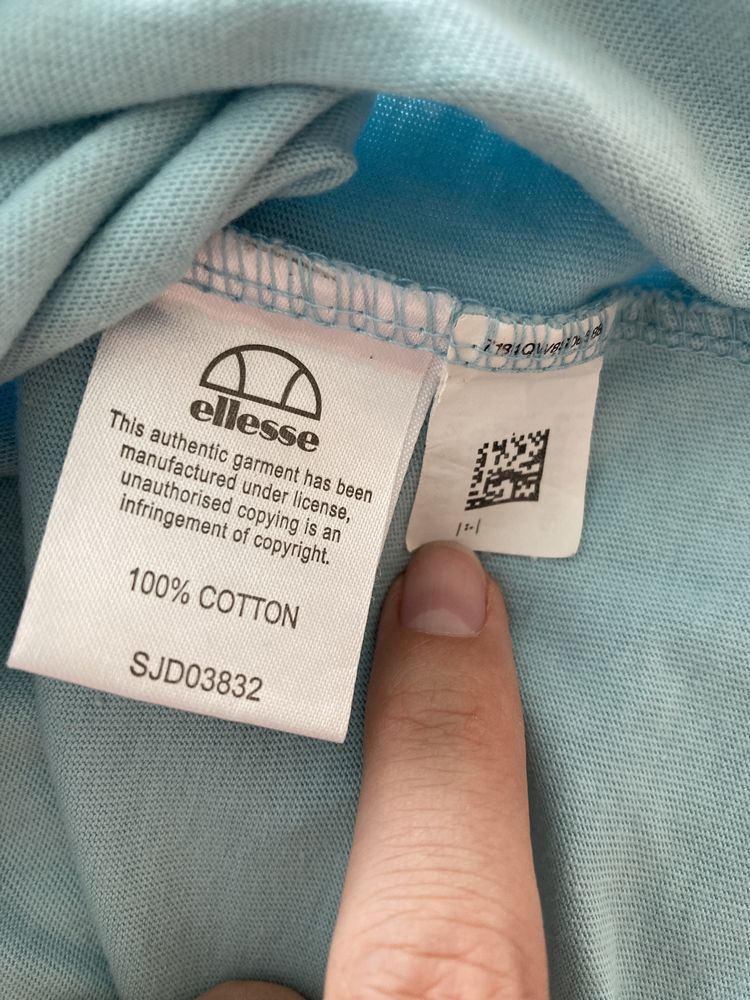 ellesse
This authentic garment has been
manufactured under license,
unauthorised copying is an
infringement of copyright.
100% COTTON
SJD03832